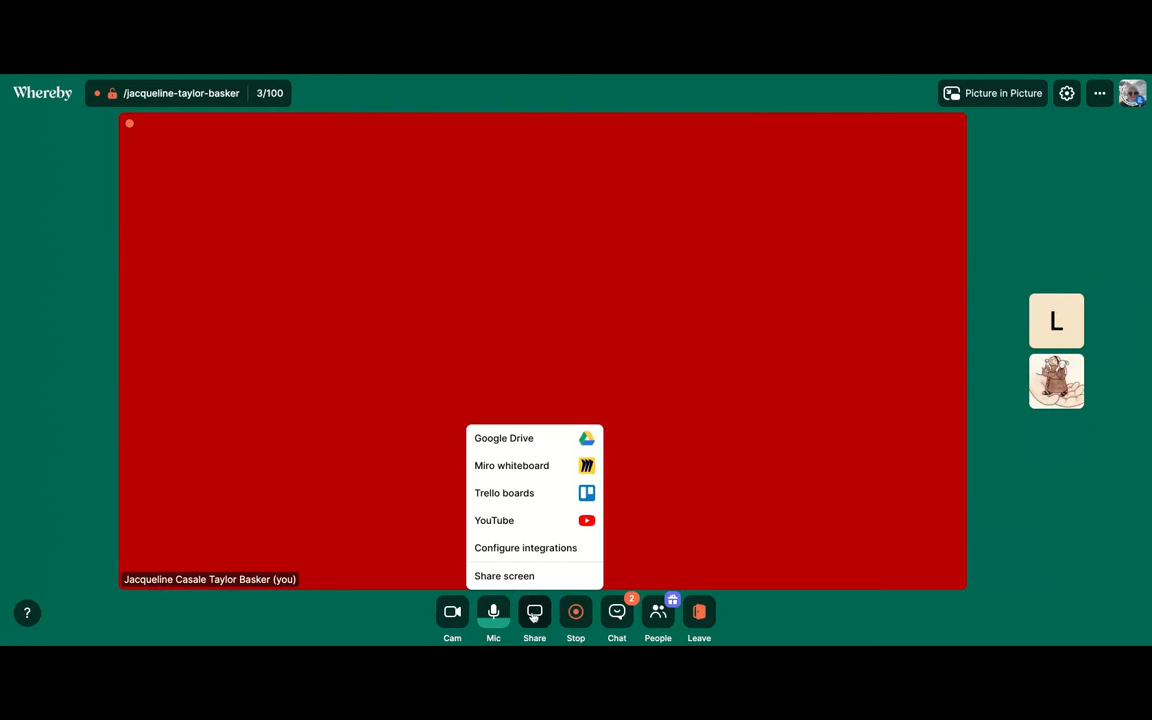 Whereby
/jacqueline-taylor-basker
3/100
Picture in Picture
L
Google Drive
Miro whiteboard
Trello boards
YouTube
Configure integrations
Share screen
Jacqueline Casale Taylor Basker (you)
?
2
Cam
Mic
Share
Stop
Chat
People
Leave